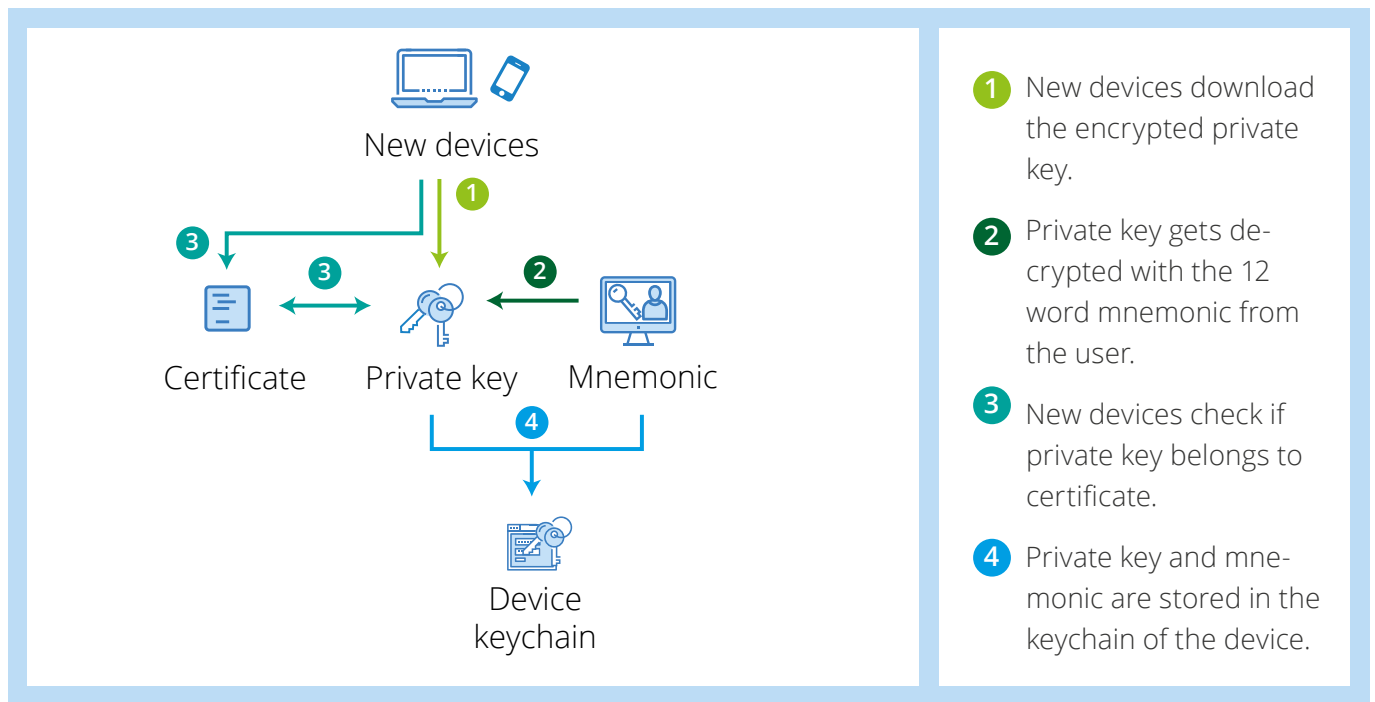 New devices
1
3
3
2
Certificate
Private key
Mnemonic
4
Device
keychain
1 New devices download
the encrypted private
key.
2 Private key gets de-
crypted with the 12
word mnemonic from
the user.
3 New devices check if
private key belongs to
certificate.
4 Private key and mne-
monic are stored in the
keychain of the device.